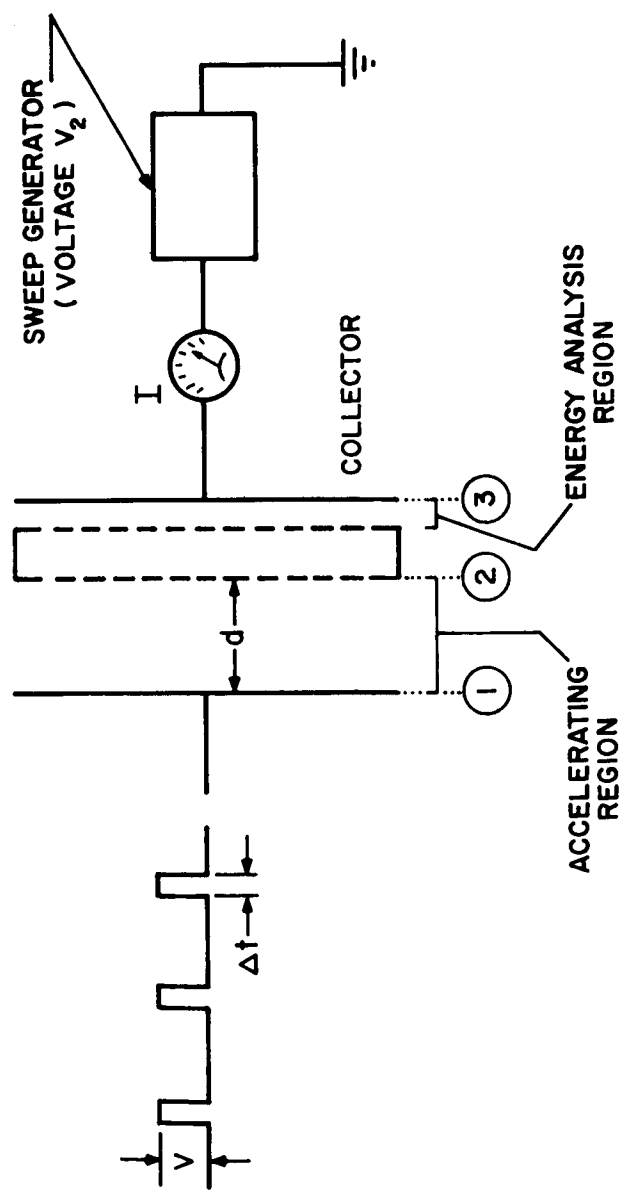 SWEEP GENERATOR
(VOLTAGE V₂)
I
COLLECTOR
d
Δt
V
1
2
3
ACCELERATING
REGION
ENERGY ANALYSIS
REGION